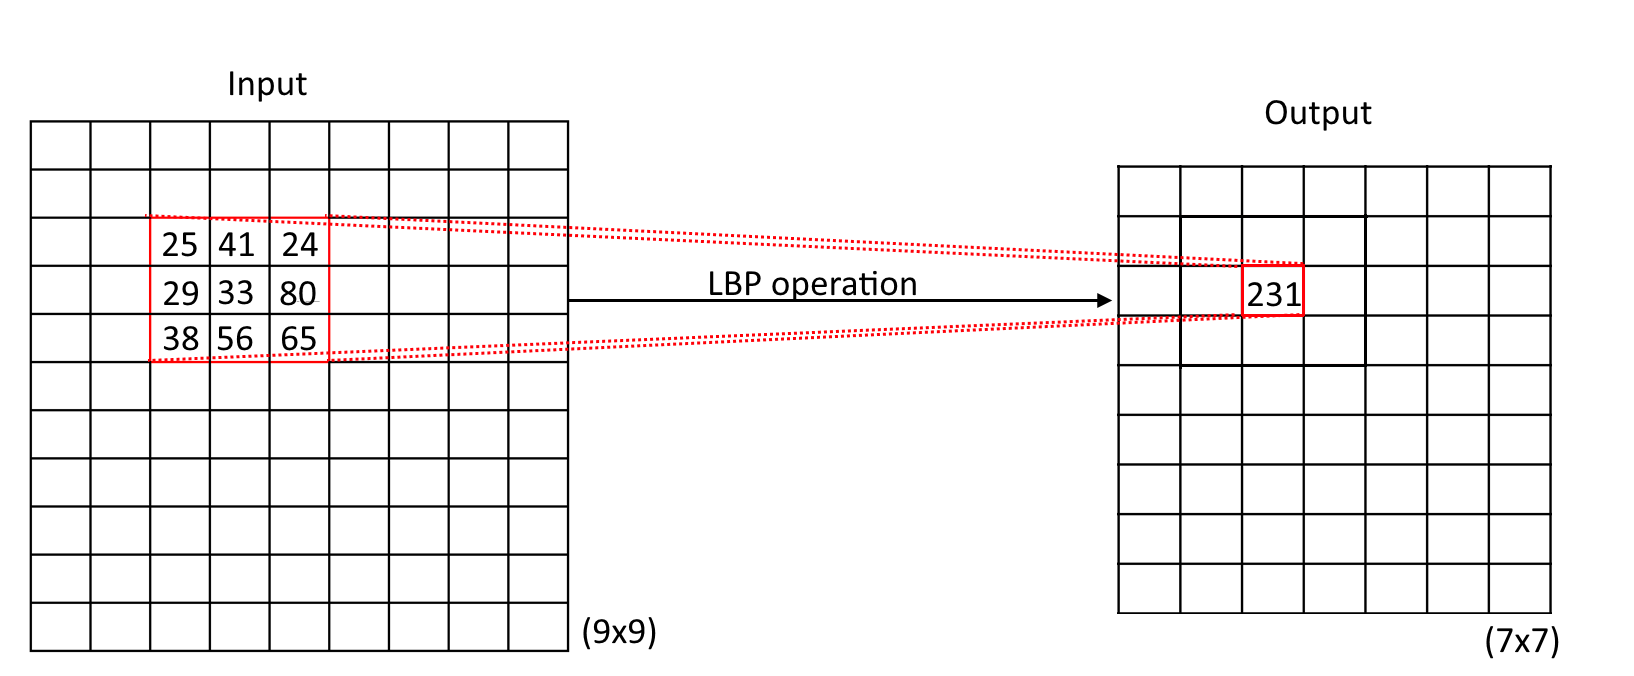 Input
Output
25 41 24
29 33 80
38 56 65
LBP operation
231
(9x9)
(7x7)